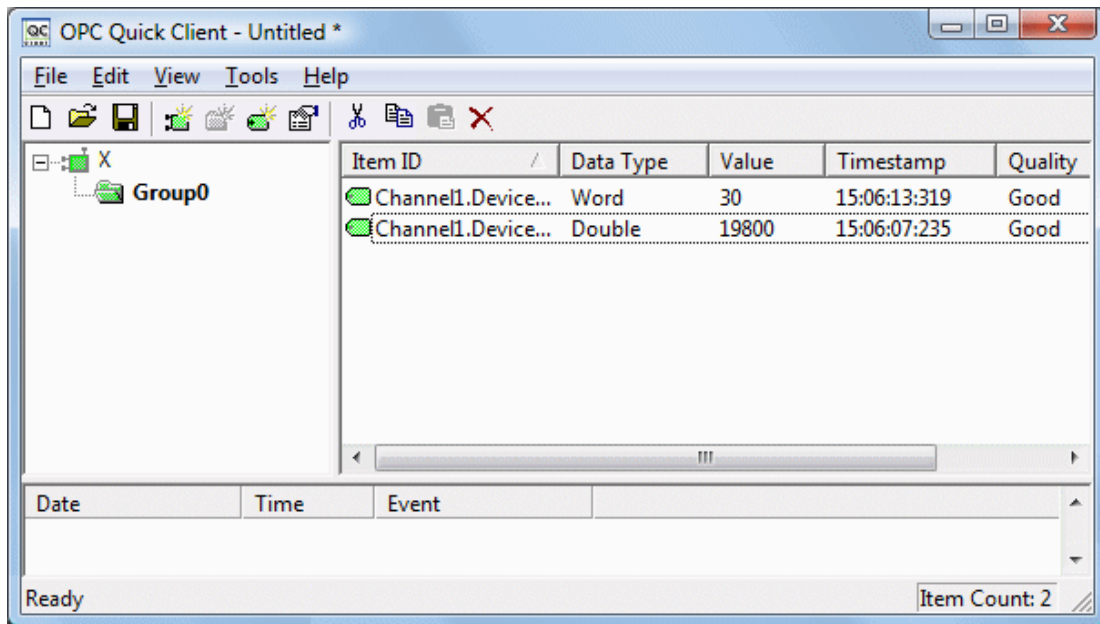 OPC Quick Client - Untitled *
File Edit View Tools Help
X
Group0
Item ID Data Type Value Timestamp Quality
Channel1.Device... Word 30 15:06:13:319 Good
Channel1.Device... Double 19800 15:06:07:235 Good
Date Time Event
Ready Item Count: 2